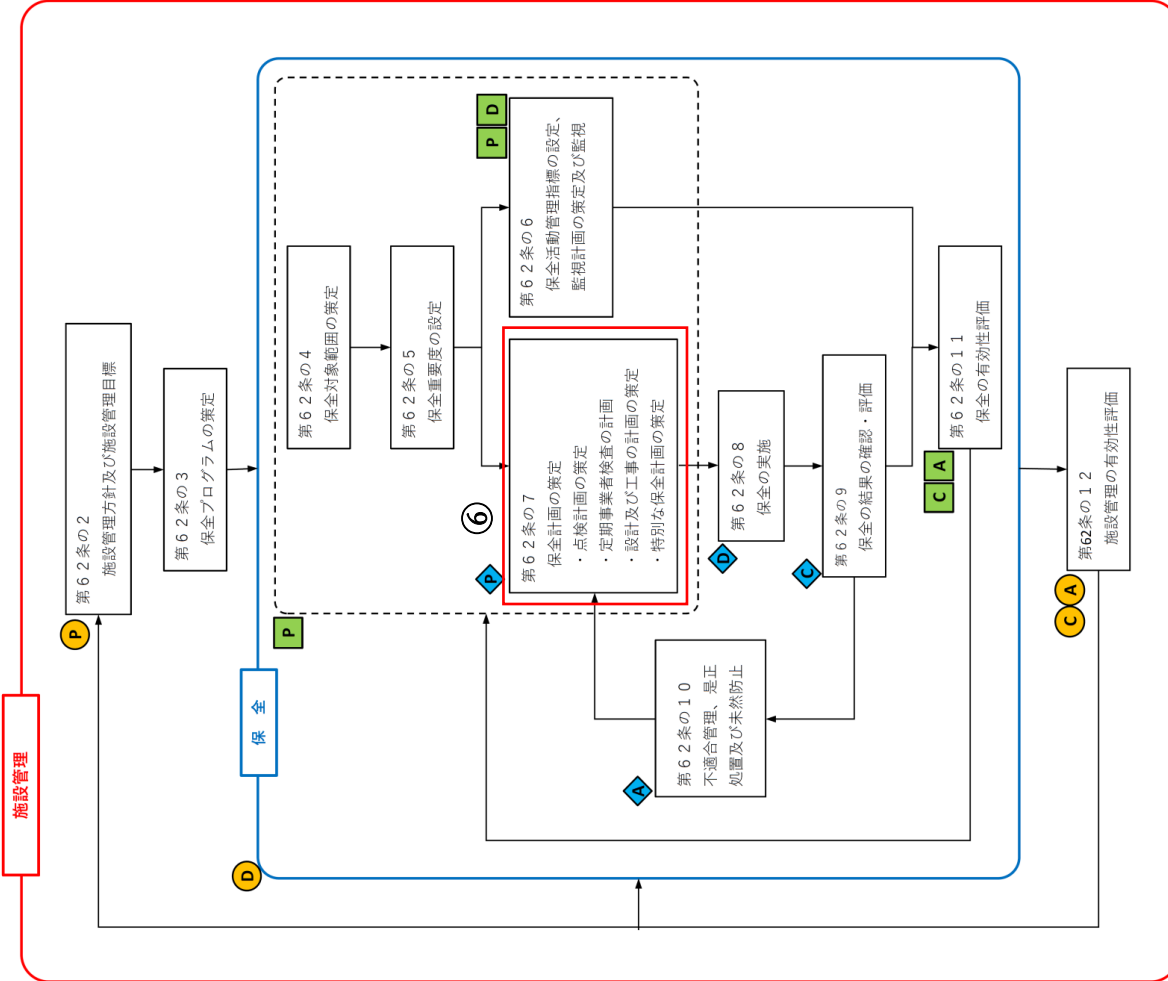 施設管理
P
第６２条の２
施設管理方針及び施設管理目標
第６２条の３
保全プログラムの策定
D
保 全
P
第６２条の４
保全対象範囲の策定
第６２条の５
保全重要度の設定
P D
第６２条の６
保全活動管理指標の設定、
監視計画の策定及び監視
⑥
P
第６２条の７
保全計画の策定
・点検計画の策定
・定期事業者検査の計画
・設計及び工事の計画の策定
・特別な保全計画の策定
D
第６２条の８
保全の実施
C
第６２条の９
保全の結果の確認・評価
A
第６２条の１０
不適合管理、是正
処置及び未然防止
C A
第６２条の１１
保全の有効性評価
C A
第62条の１２
施設管理の有効性評価